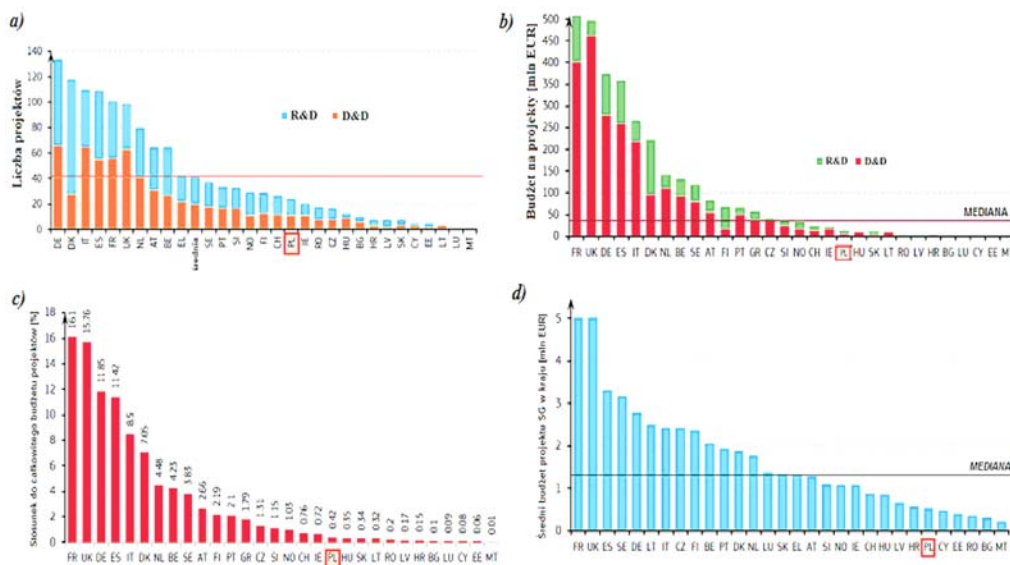 a)
Liczba projektów
140
120
100
80
60
40
20
0
R&D D&D
DE DK IT ES FR UK NL AT BE EL średnia SE PT SI NO FI CH PL IE RO CZ HU BG HR LV SK CY EE LT LU MT
b)
Budżet na projekty [mln EUR]
500
450
400
350
300
250
200
150
100
50
0
R&D D&D
MEDIANA
FR UK DE ES IT DK NL BE SE AT FI PT GR CZ SI NO CH IE PL HU SK LT RO LV HR BG LU CY EE MT
c)
Stosunek do całkowitego budżetu projektów [%]
18
16
14
12
10
8
6
4
2
0
16.1 15.76 11.85 11.42 8.5 7.05 4.48 4.23 3.83 2.66 2.19 2.1 1.79 1.31 1.15 1.03 0.76 0.72 0.42 0.35 0.34 0.32 0.2 0.17 0.15 0.1 0.09 0.08 0.06 0.01
FR UK DE ES IT DK NL BE SE AT FI PT GR CZ SI NO CH IE PL HU SK LT RO LV HR BG LU CY EE MT
d)
Średni budżet projektu SG w kraju [mln EUR]
5
4
3
2
1
0
MEDIANA
FR UK ES SE DE LT IT CZ FI BE PT DK NL LU SK EL AT SI NO IE CH HU LV HR PL CY EE RO BG MT